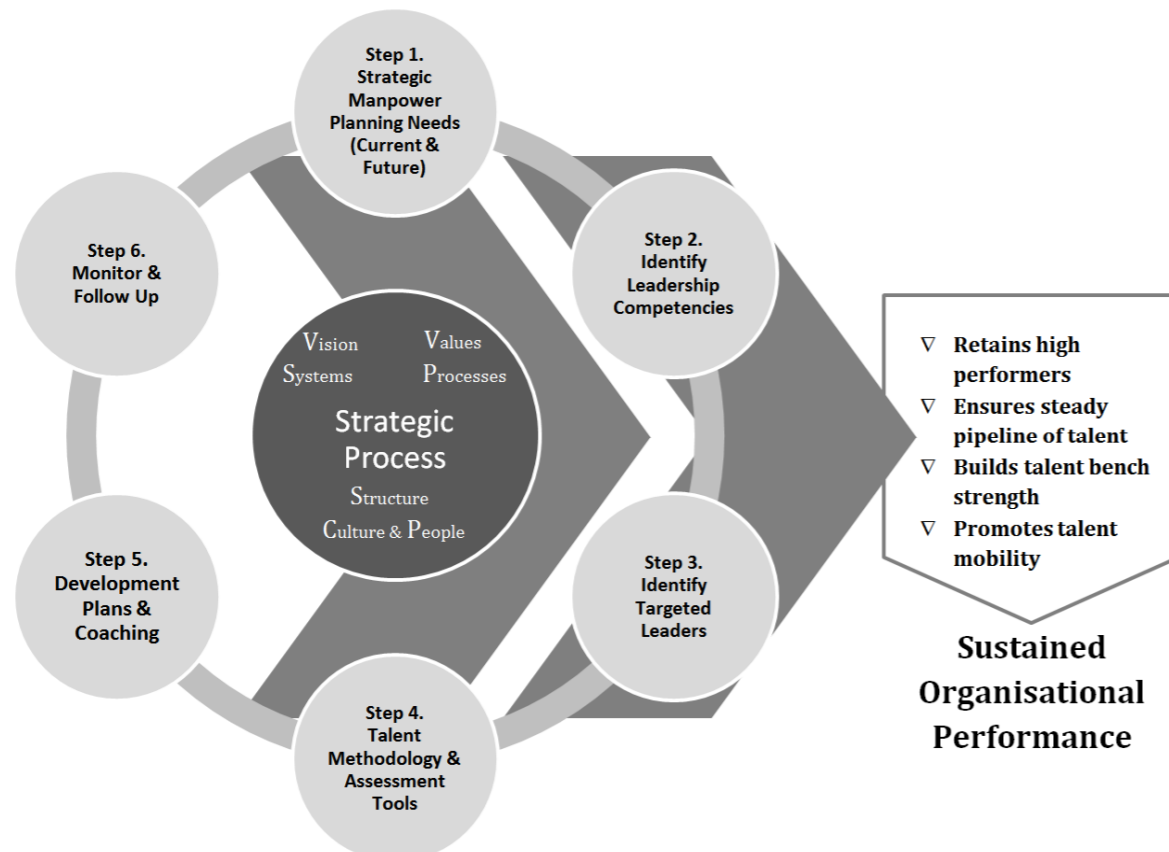 Step 1.
Strategic
Manpower
Planning Needs
(Current &
Future)
Step 2.
Identify
Leadership
Competencies
Step 3.
Identify
Targeted
Leaders
Step 4.
Talent
Methodology &
Assessment
Tools
Step 5.
Development
Plans &
Coaching
Step 6.
Monitor &
Follow Up
Vision Values
Systems Processes
Strategic
Process
Structure
Culture & People
∇ Retains high
performers
∇ Ensures steady
pipeline of talent
∇ Builds talent bench
strength
∇ Promotes talent
mobility
Sustained
Organisational
Performance